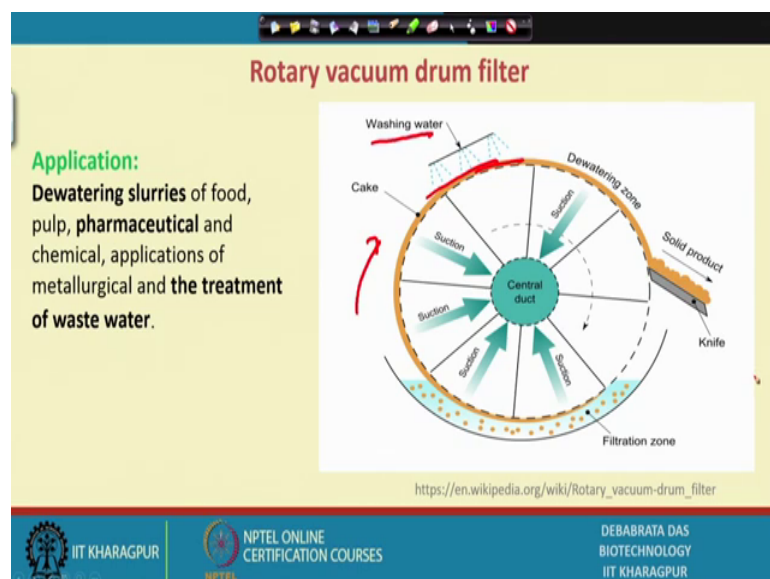 Rotary vacuum drum filter
Application:
Dewatering slurries of food,
pulp, pharmaceutical and
chemical, applications of
metallurgical and the treatment
of waste water.
Washing water
Cake
Dewatering zone
Suction
Suction
Suction
Suction
Suction
Central
duct
Solid product
Knife
Filtration zone
https://en.wikipedia.org/wiki/Rotary_vacuum-drum_filter
IIT KHARAGPUR
NPTEL ONLINE
CERTIFICATION COURSES
NPTEL
DEBABRATA DAS
BIOTECHNOLOGY
IIT KHARAGPUR